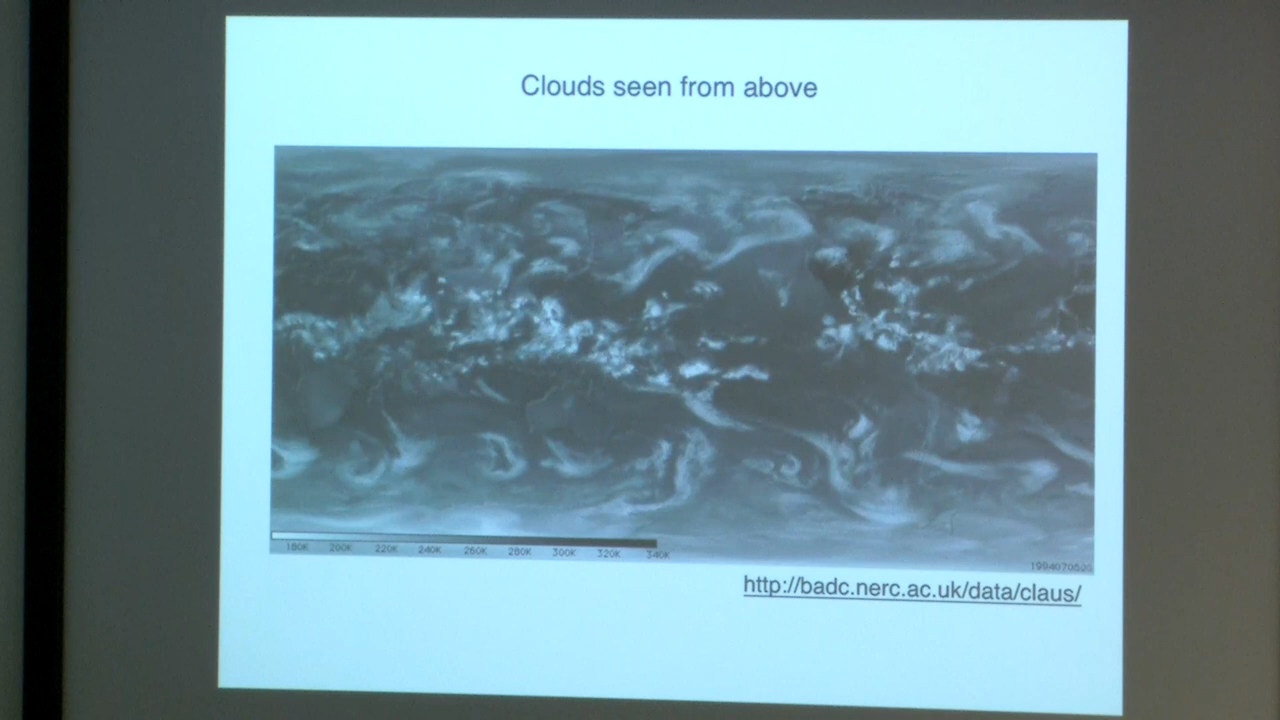 Clouds seen from above
180K 200K 220K 240K 260K 280K 300K 320K 340K
http://badc.nerc.ac.uk/data/claus/